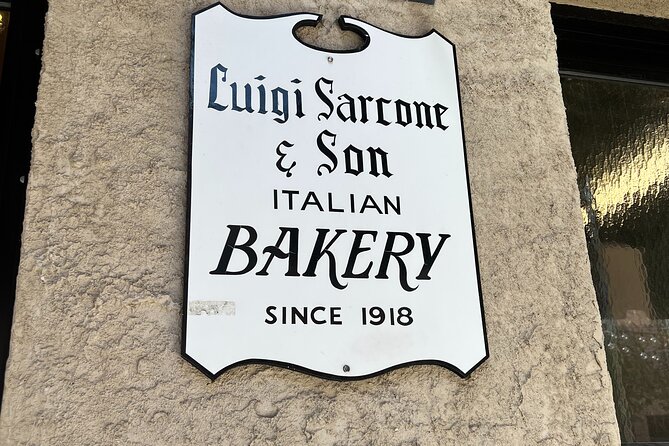 Luigi Sarcone
& Son
ITALIAN
BAKERY
SINCE 1918